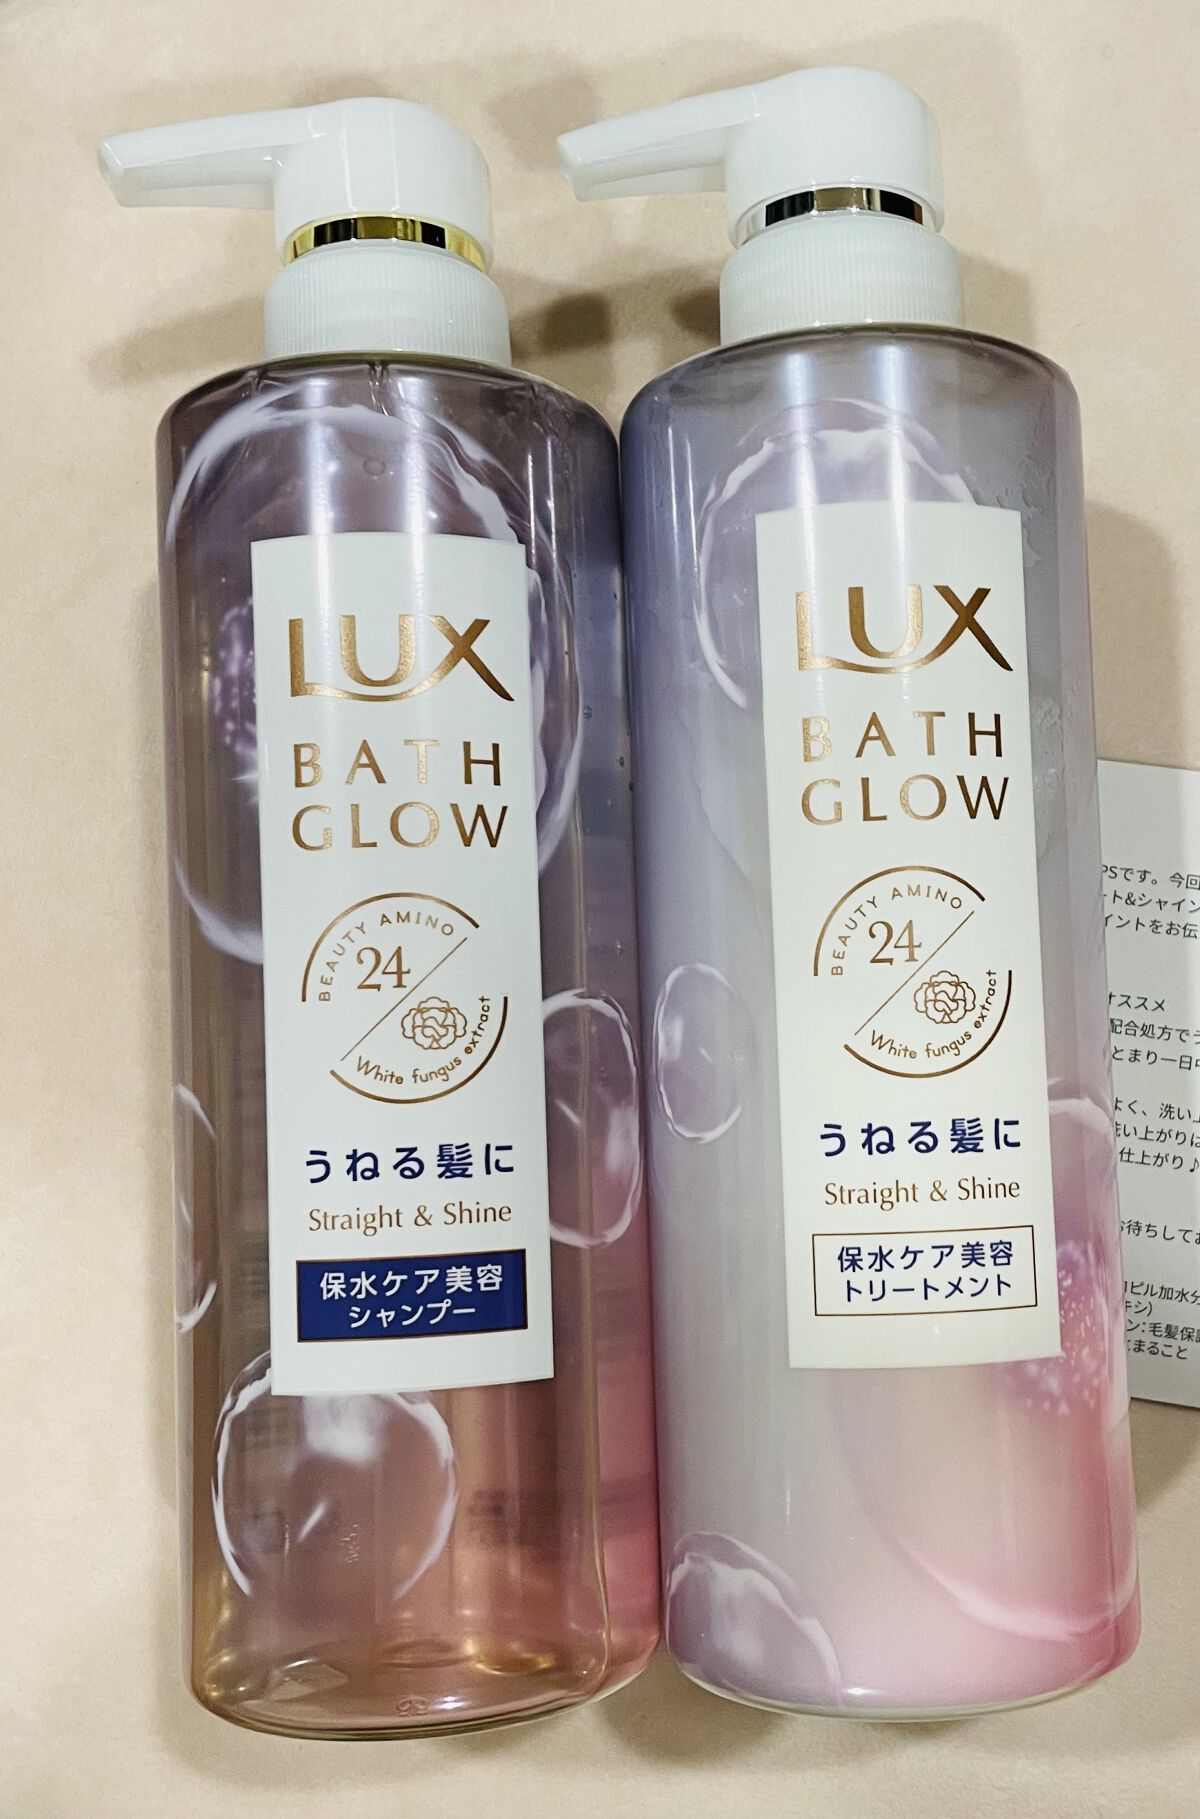 LUX
BATH
GLOW
BEAUTY AMINO
24
White fungus extract
うねる髪に
Straight & Shine
保水ケア美容
シャンプー
LUX
BATH
GLOW
BEAUTY AMINO
24
White fungus extract
うねる髪に
Straight & Shine
保水ケア美容
トリートメント
PSです。今回
ート&シャイン
イントをお伝
オススメ
配合処方でう
とまり一日中
よく、洗い上
洗い上がりは
仕上がり♪
お待ちしてお
ロピル加水分
キシ)
ン:毛髪保護
まること